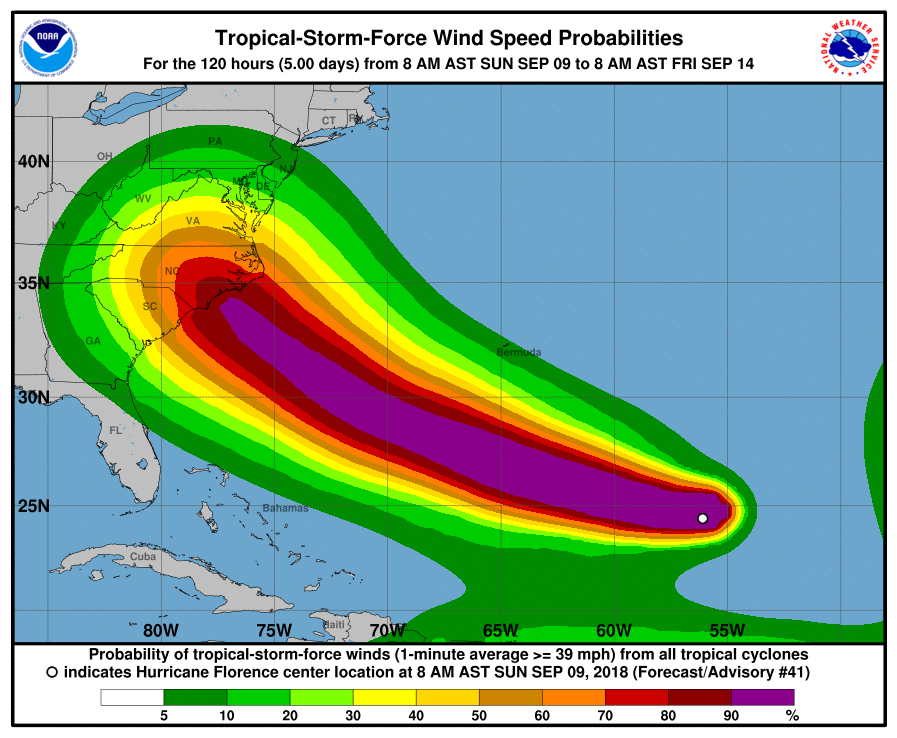 Tropical-Storm-Force Wind Speed Probabilities
For the 120 hours (5.00 days) from 8 AM AST SUN SEP 09 to 8 AM AST FRI SEP 14
NOAA
NATIONAL WEATHER SERVICE
CT
PA
OH
40N
NJ
DE
WV
VA
KY
NC
35N
SC
GA
Bermuda
30N
FL
25N
Bahamas
Cuba
Haiti
80W 75W 70W 65W 60W 55W
Probability of tropical-storm-force winds (1-minute average >= 39 mph) from all tropical cyclones
indicates Hurricane Florence center location at 8 AM AST SUN SEP 09, 2018 (Forecast/Advisory #41)
5 10 20 30 40 50 60 70 80 90 %